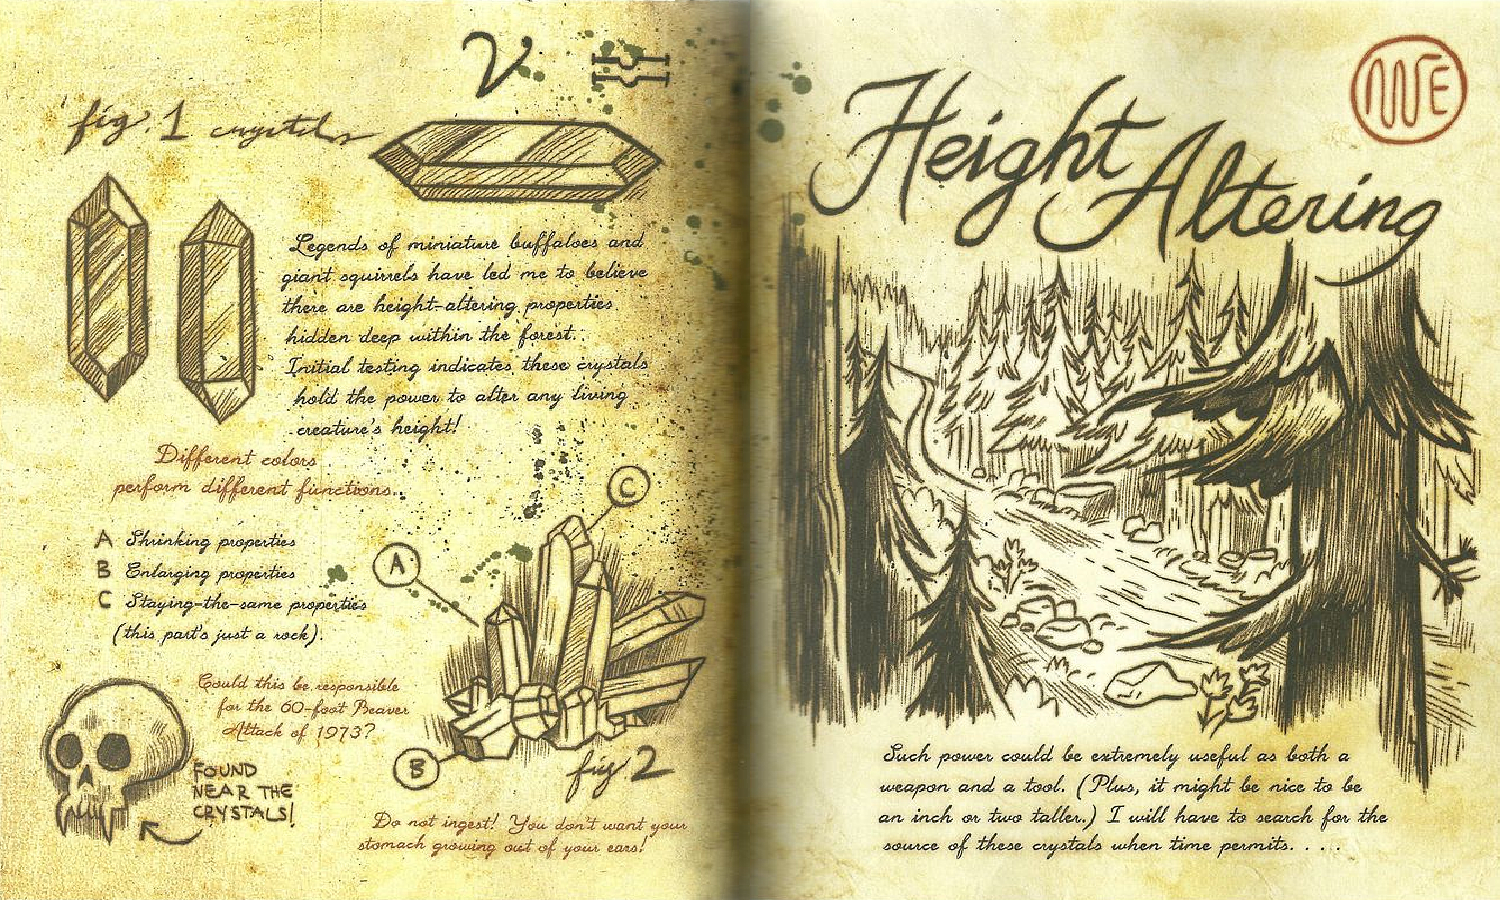 fig. 1 crystals
Legends of miniature buffaloes and
giant squirrels have led me to believe
there are height-altering properties
hidden deep within the forest.
Initial testing indicates these crystals
hold the power to alter any living
creature's height!
Different colors
perform different functions.
A Shrinking properties
B Enlarging properties
C Staying-the-same properties
(this part's just a rock).
C
A
B
Could this be responsible
for the 60-foot Beaver
Attack of 1973?
FOUND
NEAR THE
CRYSTALS!
fig 2
Do not ingest! You don't want your
stomach growing out of your ears!
Height
Altering
Such power could be extremely useful as both a
weapon and a tool. (Plus, it might be nice to be
an inch or two taller.) I will have to search for the
source of these crystals when time permits. . . .